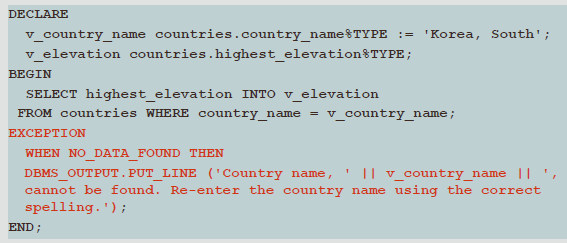 DECLARE
v_country_name countries.country_name%TYPE := 'Korea, South';
v_elevation countries.highest_elevation%TYPE;
BEGIN
SELECT highest_elevation INTO v_elevation
FROM countries WHERE country_name = v_country_name;
EXCEPTION
WHEN NO_DATA_FOUND THEN
DBMS_OUTPUT.PUT_LINE ('Country name, ' || v_country_name || ',
cannot be found. Re-enter the country name using the correct
spelling.');
END;